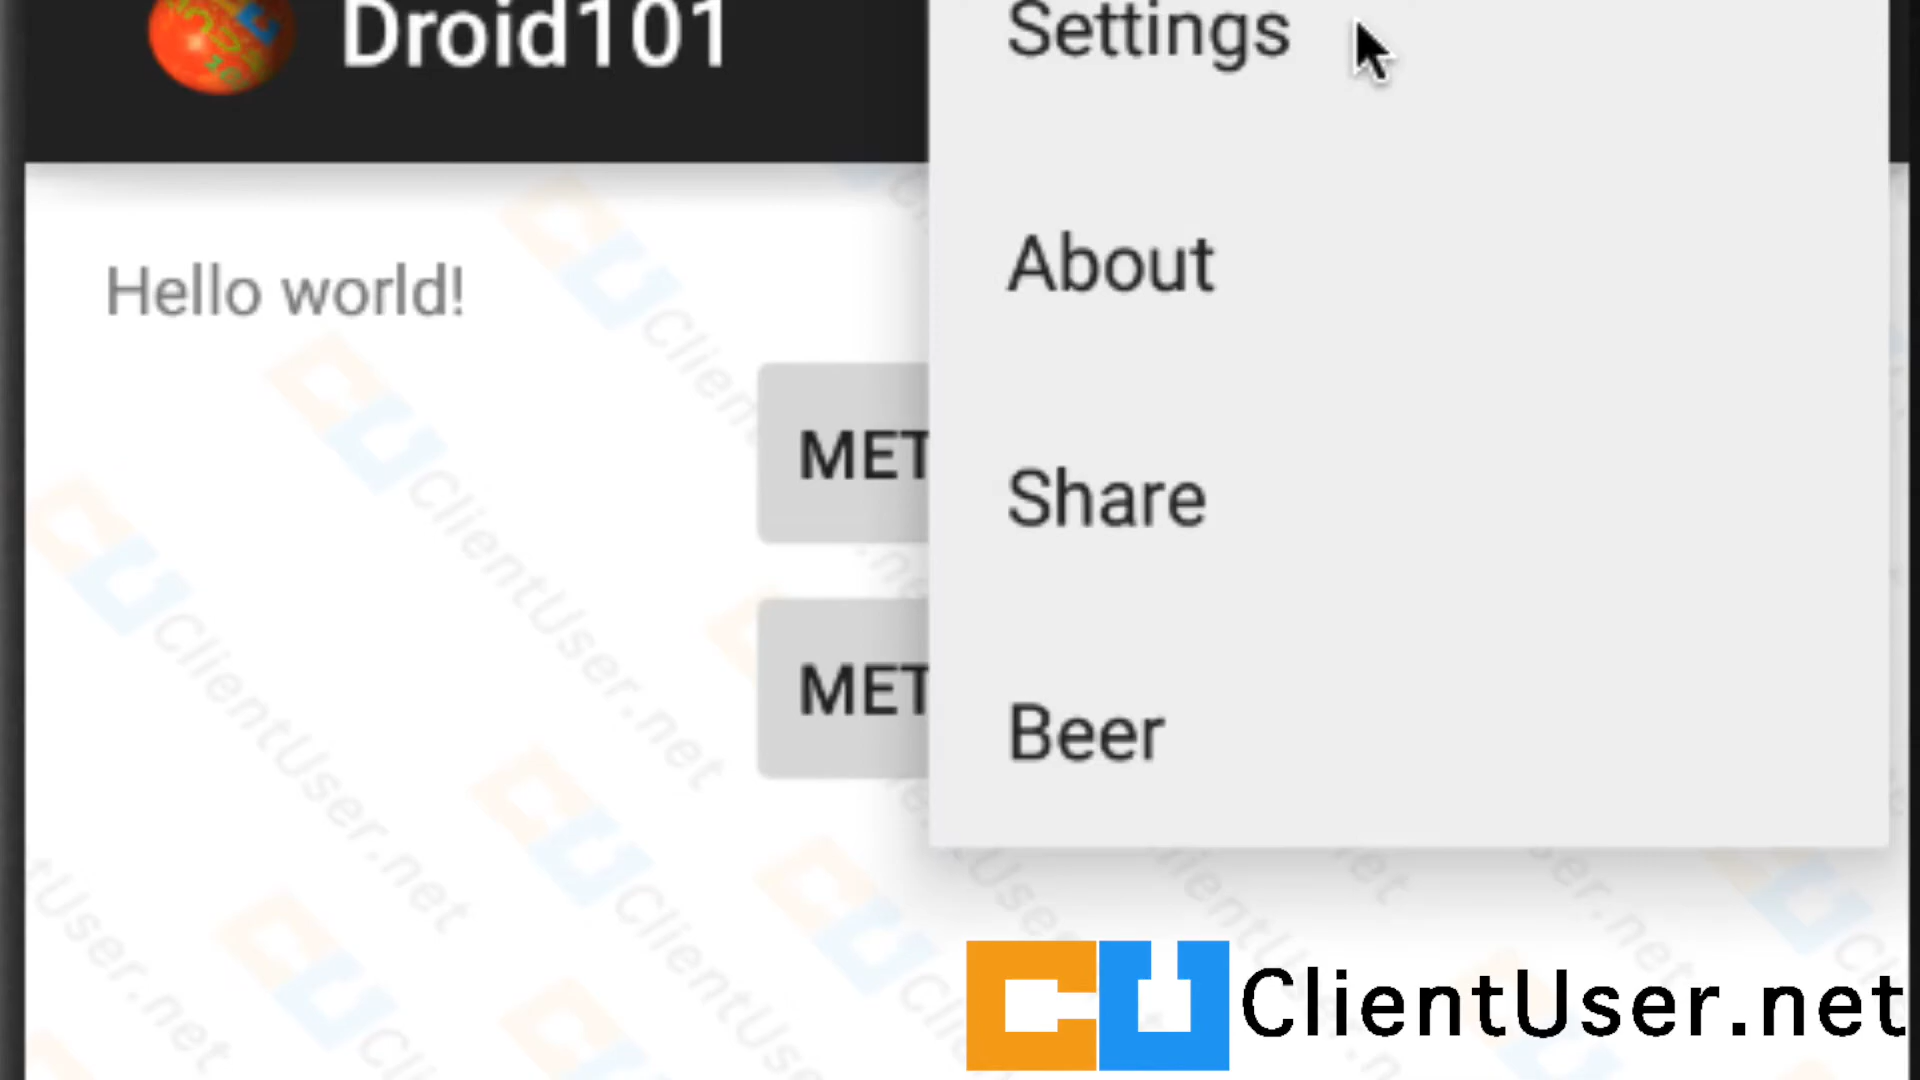 Droid101
Settings
About
Share
Beer
Hello world!
MET
MET
ClientUser.net